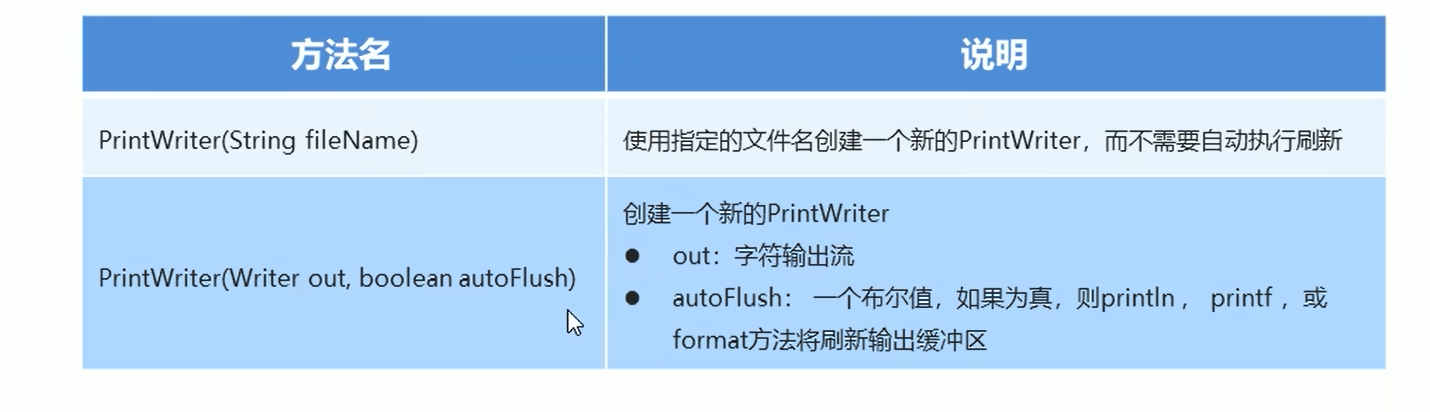 方法名
说明
PrintWriter(String fileName)
使用指定的文件名创建一个新的PrintWriter，而不需要自动执行刷新
PrintWriter(Writer out, boolean autoFlush)
创建一个新的PrintWriter
● out：字符输出流
● autoFlush： 一个布尔值，如果为真，则println ， printf ，或
format方法将刷新输出缓冲区